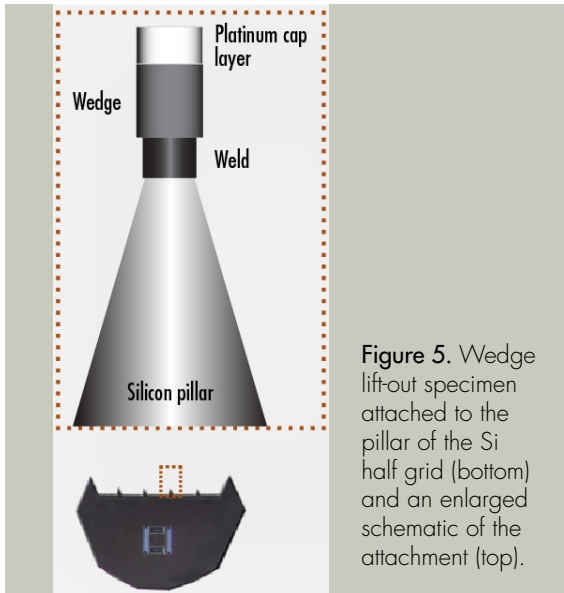 Platinum cap
layer
Wedge
Weld
Silicon pillar
Figure 5. Wedge
lift-out specimen
attached to the
pillar of the Si
half grid (bottom)
and an enlarged
schematic of the
attachment (top).